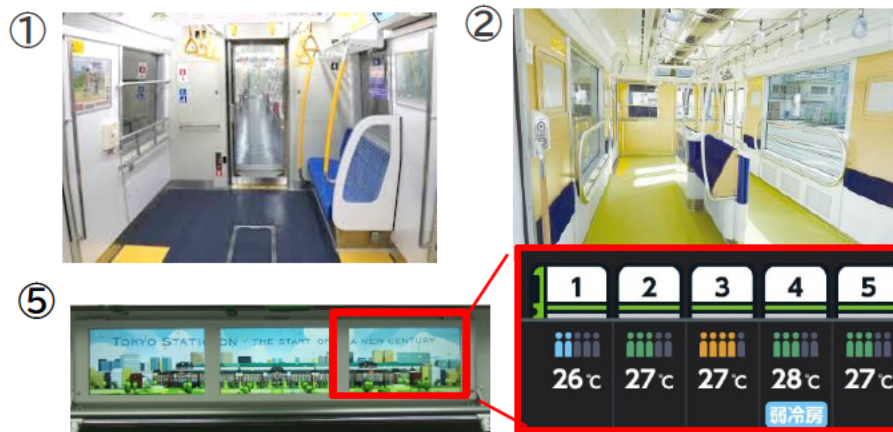 ①
②
⑤
TOKYO STATION - THE START OF A NEW CENTURY
1 2 3 4 5
26℃ 27℃ 27℃ 28℃ 27℃
弱冷房